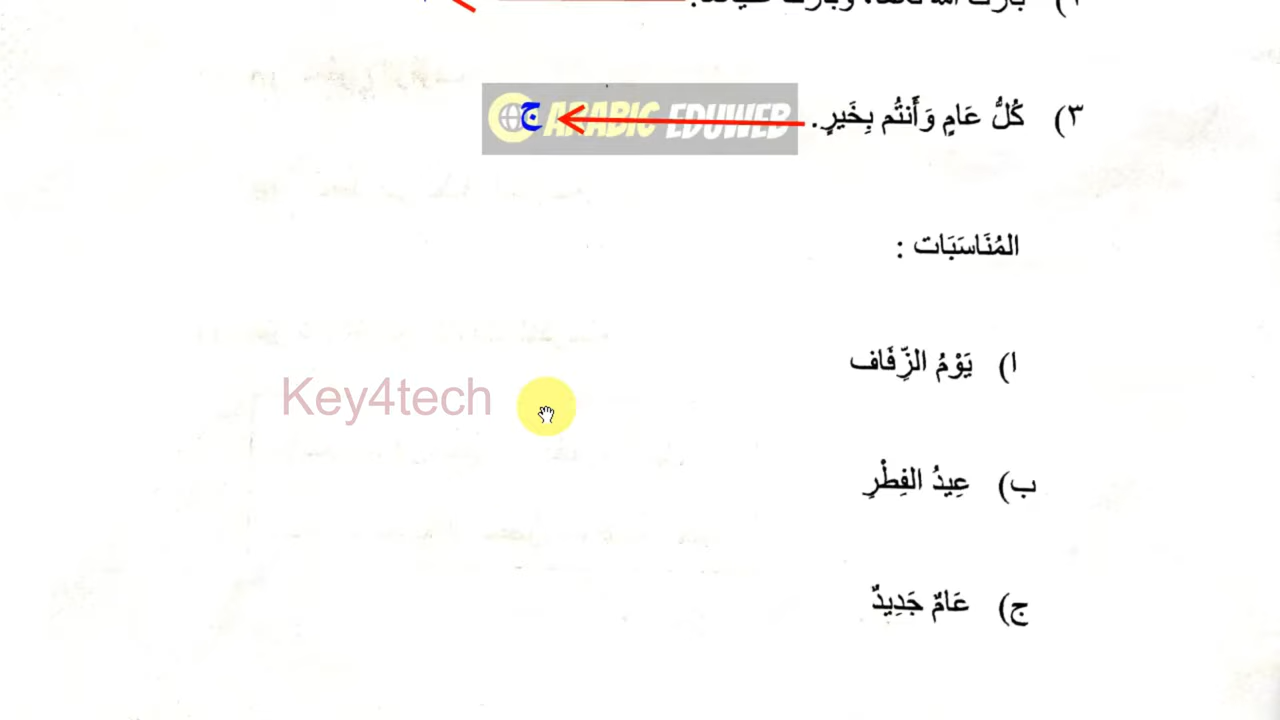 ٣) كُلُّ عَامٍ وَأَنتُم بِخَيرٍ. ج
ARABIC EDUWEB
المُنَاسَبَات :
ا) يَوْمُ الزِّفَاف
Key4tech
ب) عِيدُ الفِطْرِ
ج) عَامٌ جَدِيدٌ